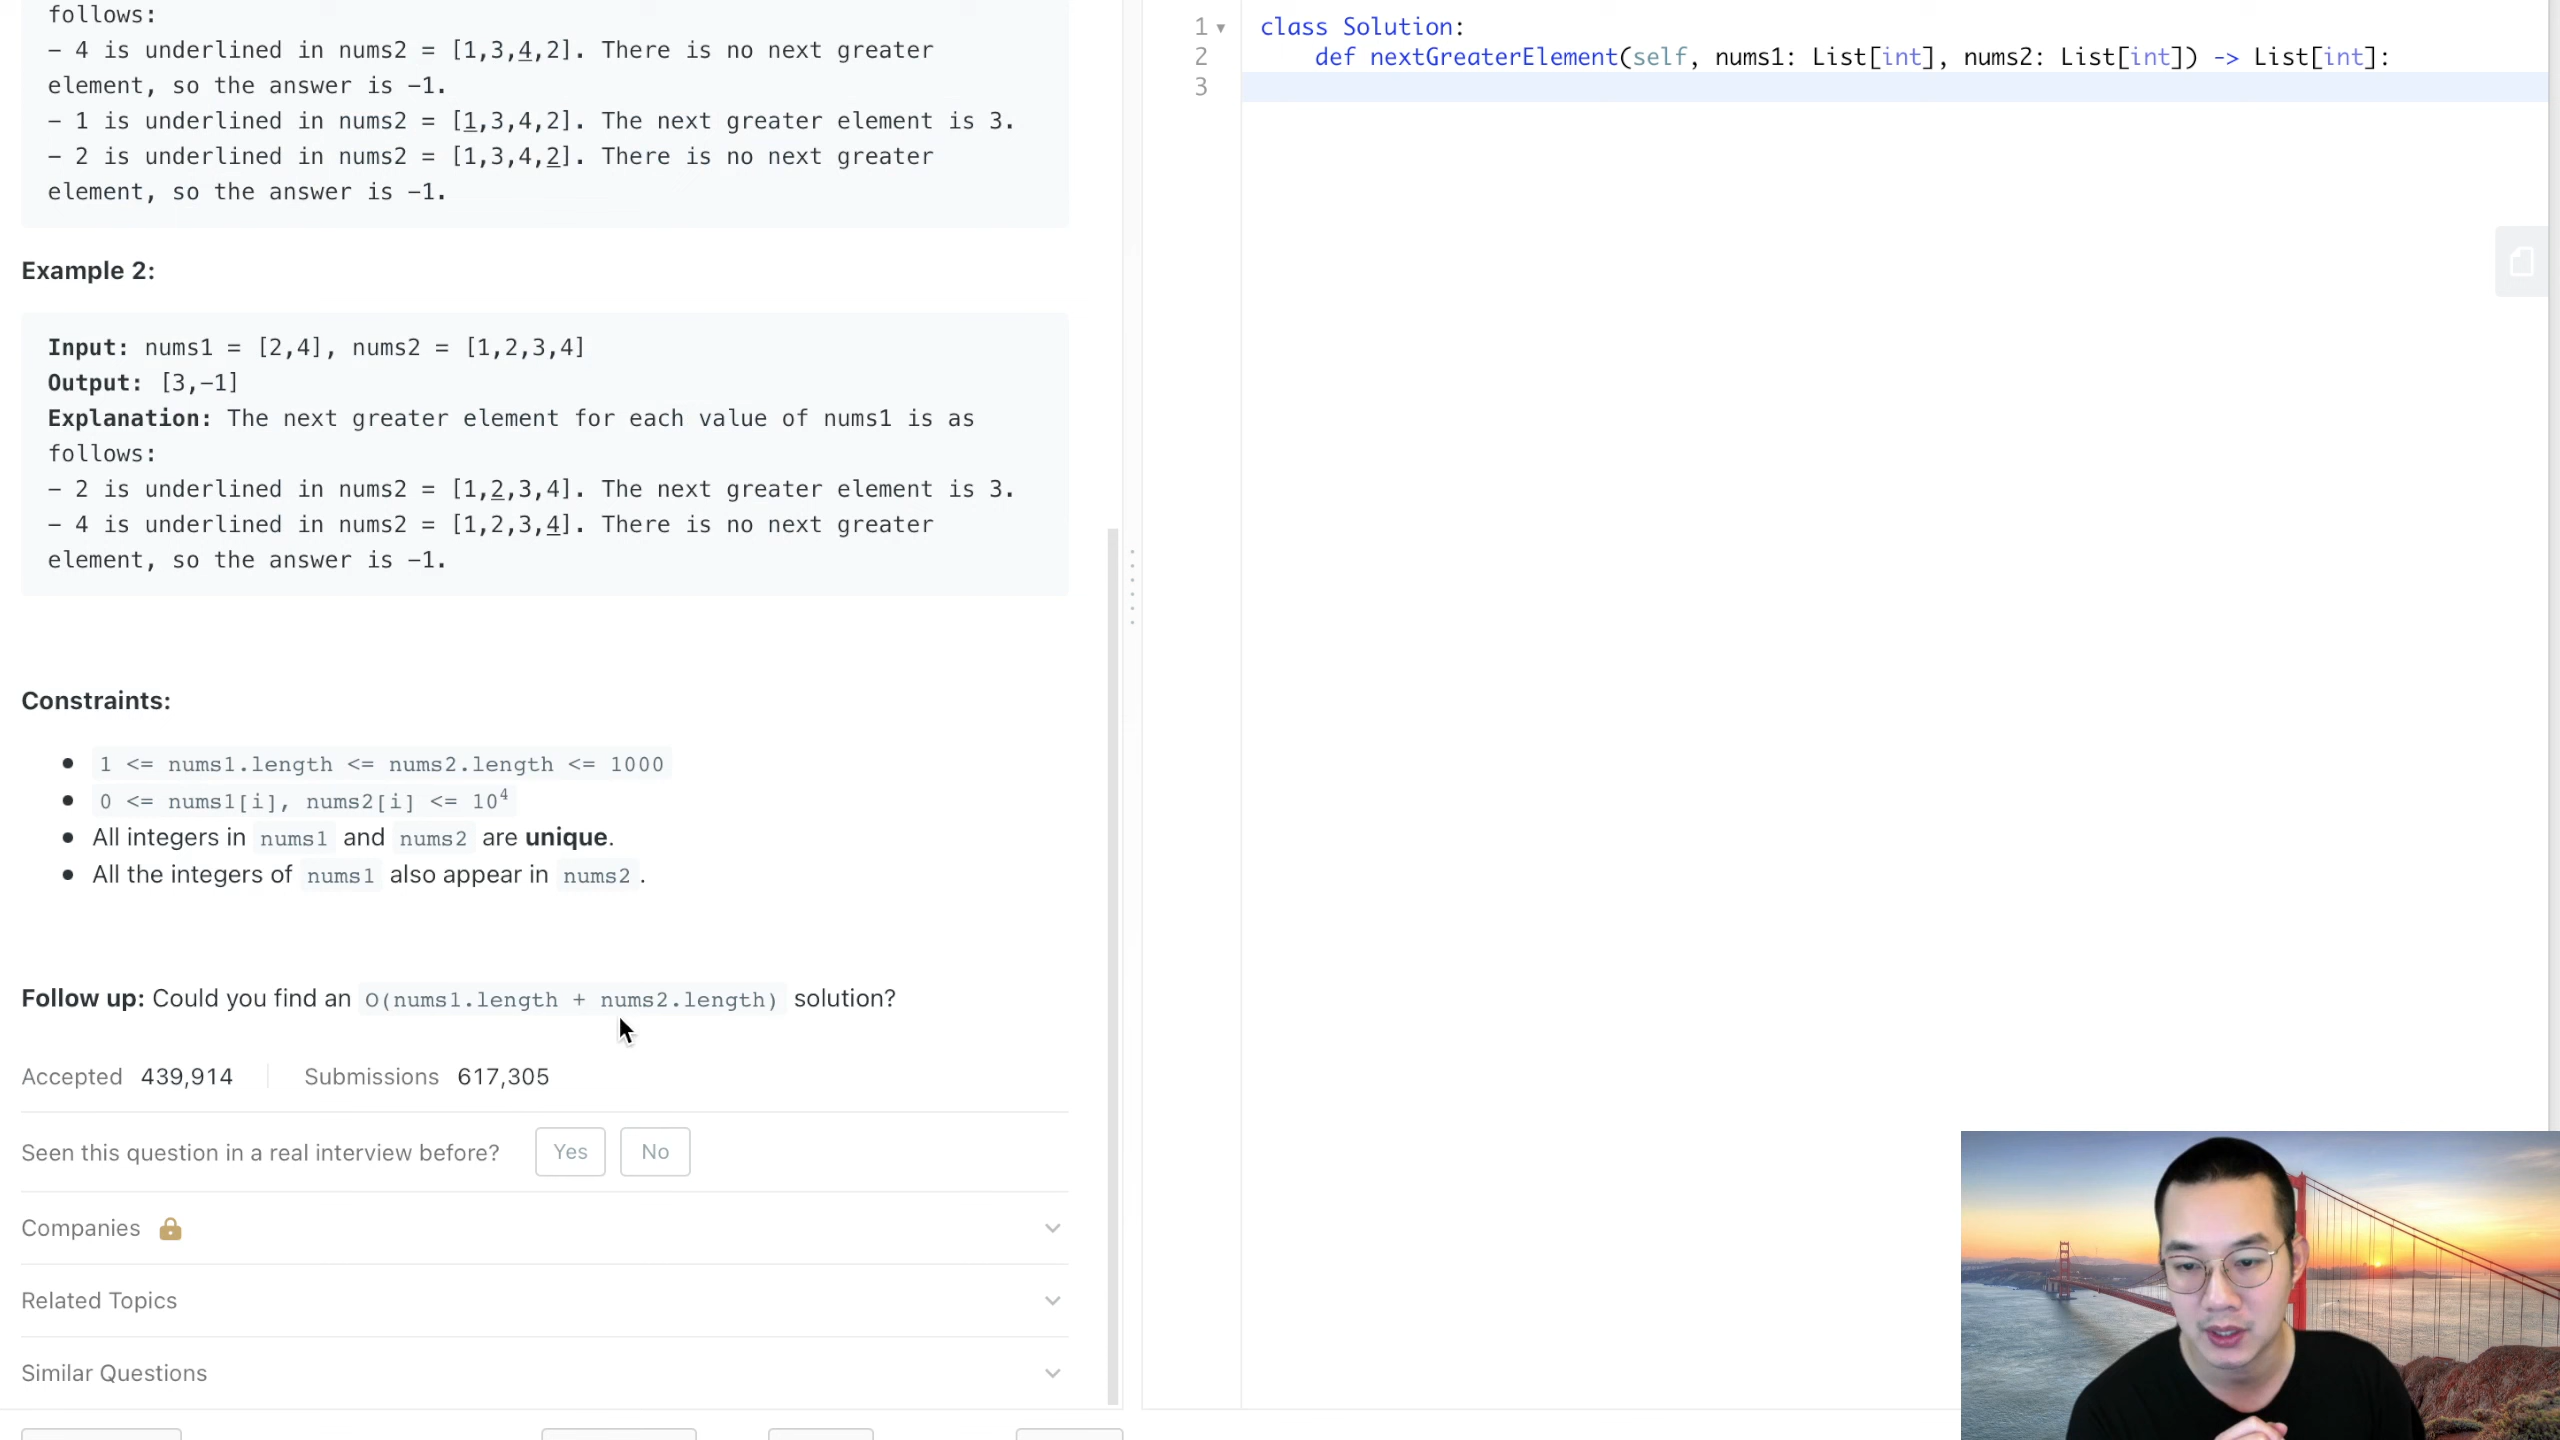 follows:
- 4 is underlined in nums2 = [1,3,4,2]. There is no next greater
element, so the answer is -1.
- 1 is underlined in nums2 = [1,3,4,2]. The next greater element is 3.
- 2 is underlined in nums2 = [1,3,4,2]. There is no next greater
element, so the answer is -1.
Example 2:
Input: nums1 = [2,4], nums2 = [1,2,3,4]
Output: [3,-1]
Explanation: The next greater element for each value of nums1 is as
follows:
- 2 is underlined in nums2 = [1,2,3,4]. The next greater element is 3.
- 4 is underlined in nums2 = [1,2,3,4]. There is no next greater
element, so the answer is -1.
Constraints:
• 1 <= nums1.length <= nums2.length <= 1000
• 0 <= nums1[i], nums2[i] <= 10⁴
• All integers in nums1 and nums2 are unique.
• All the integers of nums1 also appear in nums2 .
Follow up: Could you find an O(nums1.length + nums2.length) solution?
Accepted 439,914 Submissions 617,305
Seen this question in a real interview before? Yes No
Companies
Related Topics
Similar Questions
1 class Solution:
2 def nextGreaterElement(self, nums1: List[int], nums2: List[int]) -> List[int]:
3